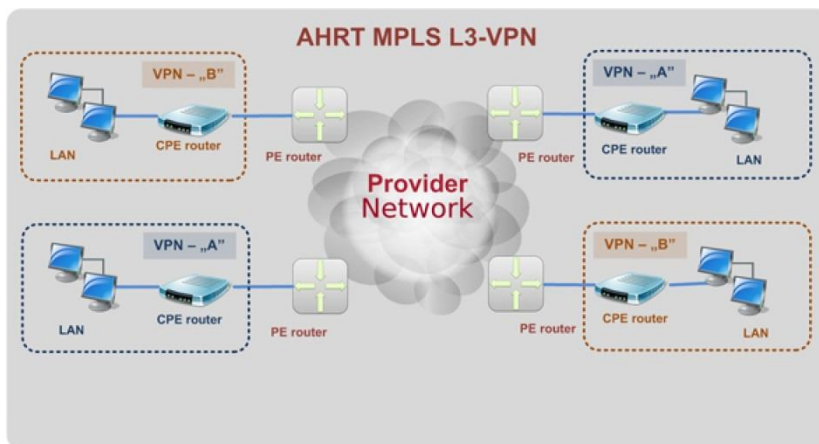 AHRT MPLS L3-VPN
VPN – „B”
LAN
CPE router
PE router
VPN – „A”
PE router
CPE router
LAN
Provider
Network
VPN – „A”
LAN
CPE router
PE router
VPN – „B”
PE router
CPE router
LAN